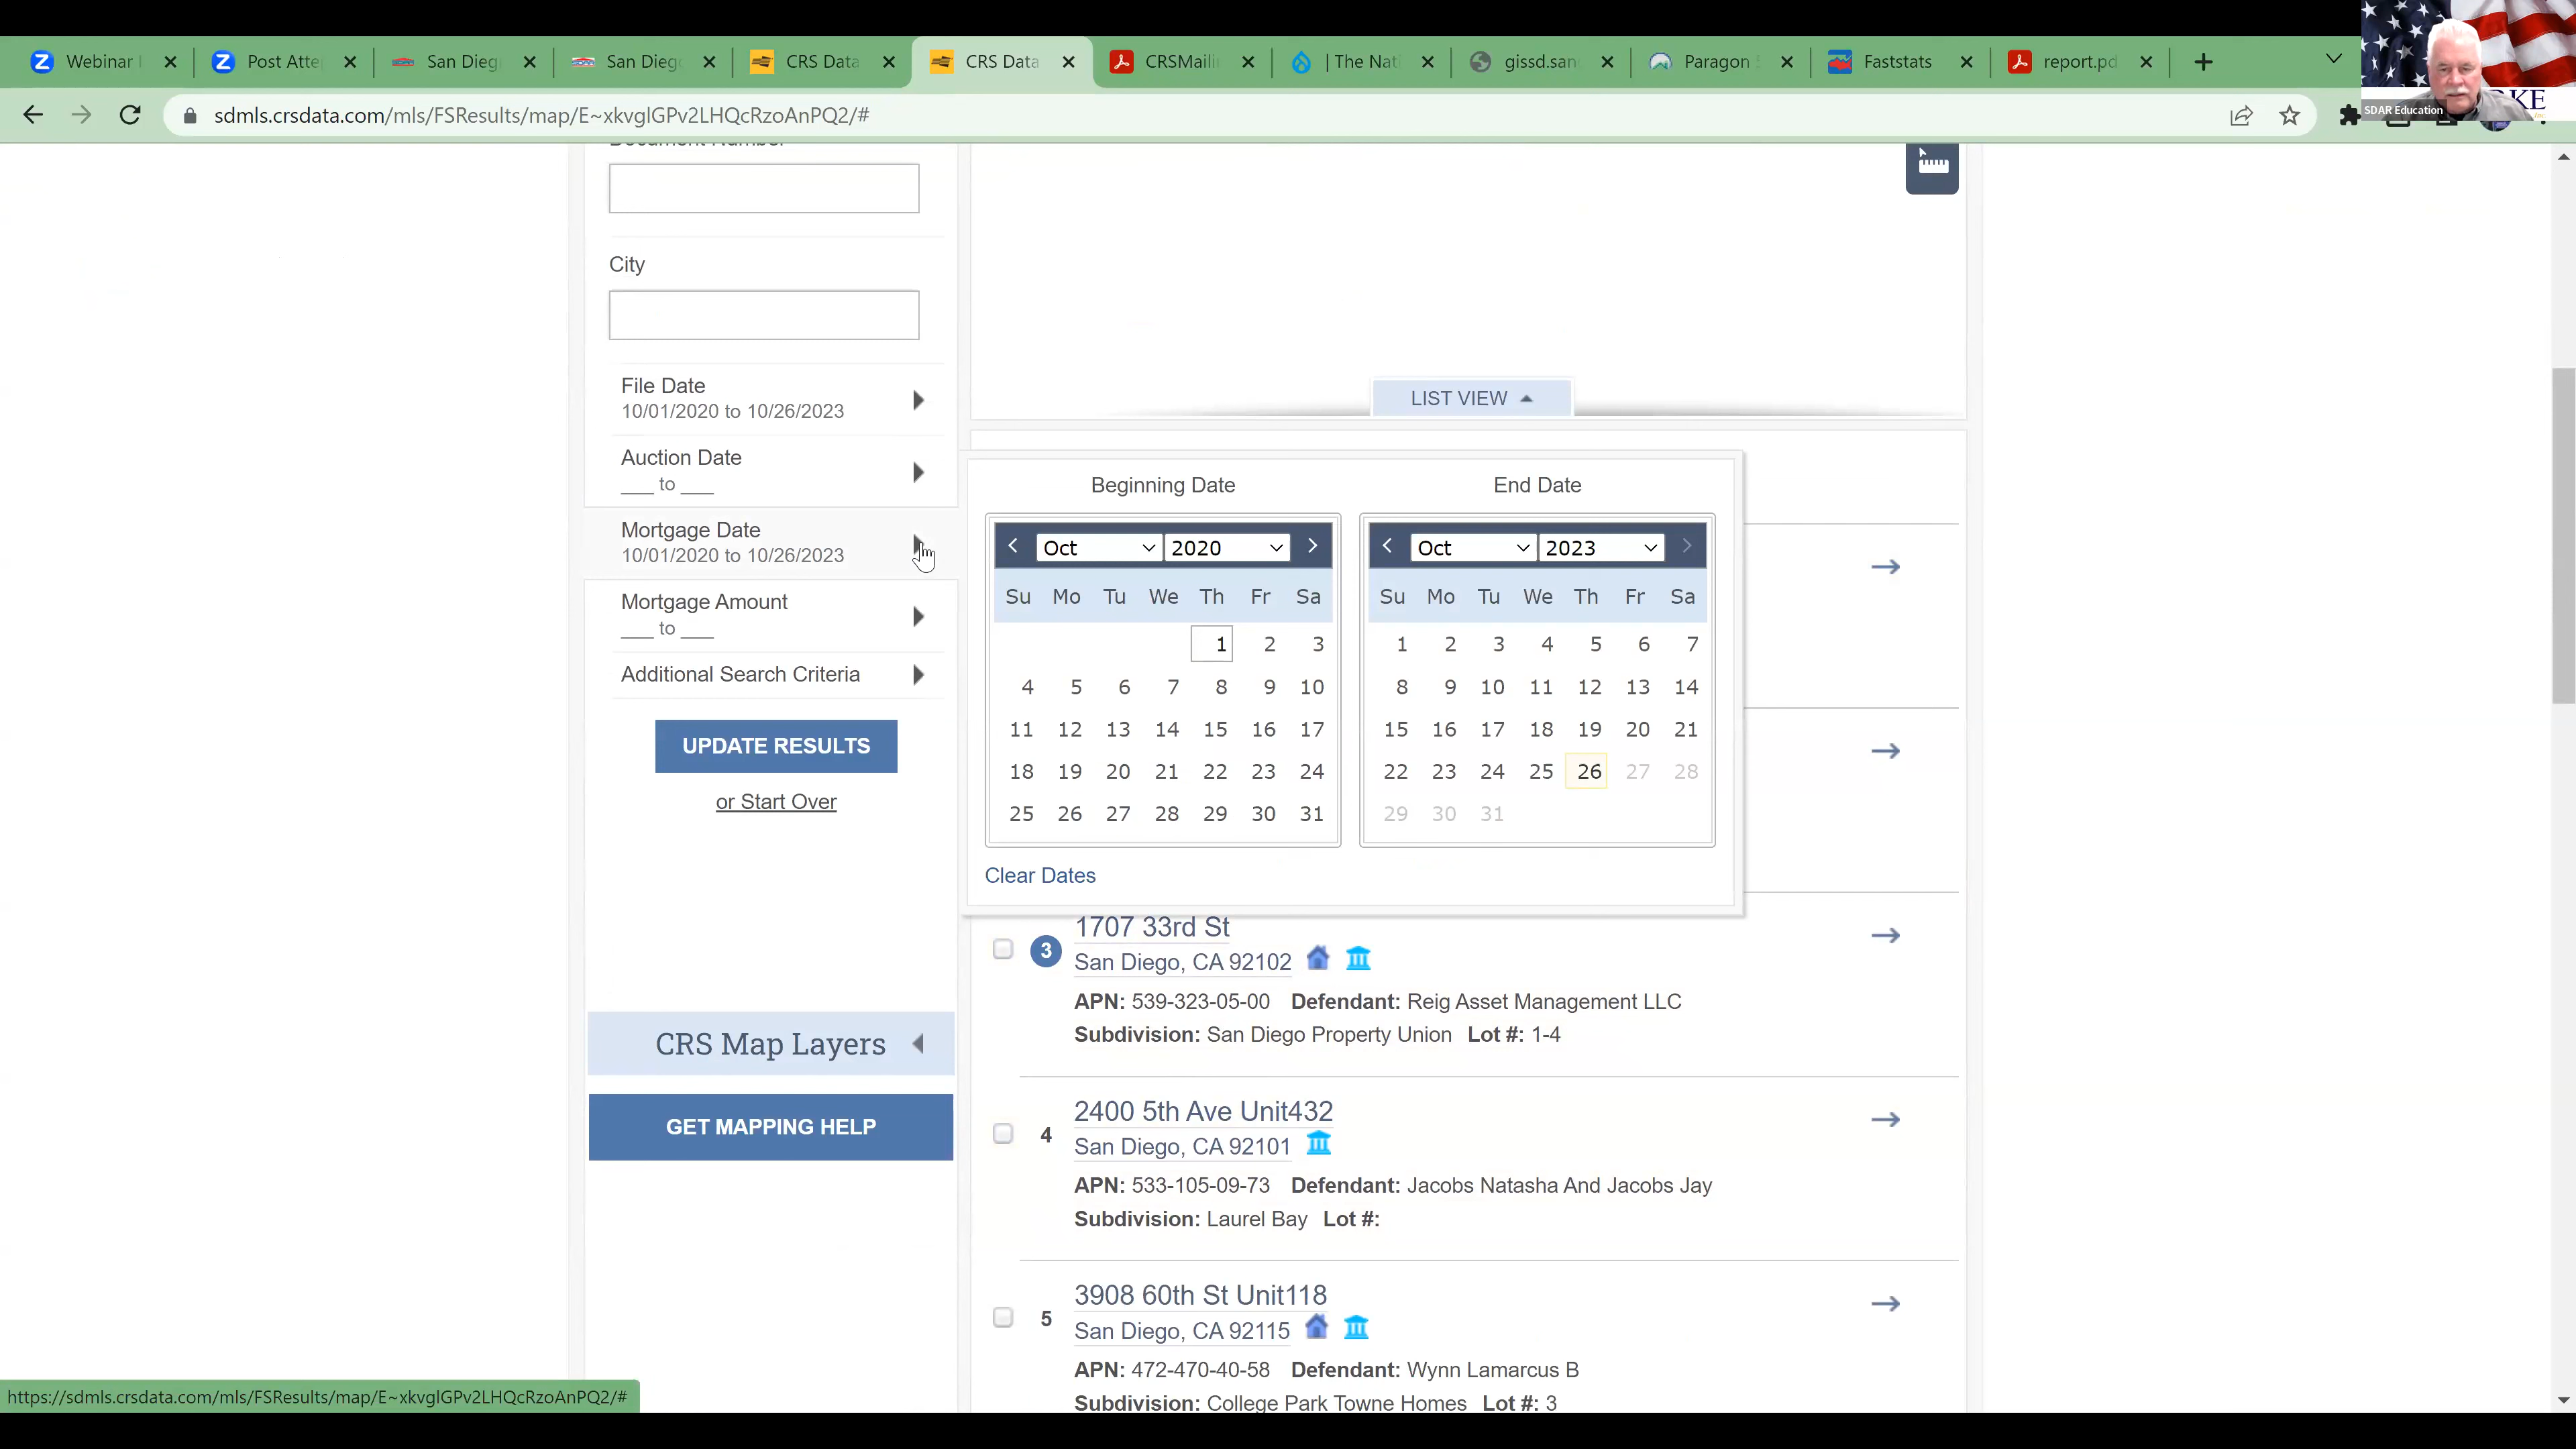 Webinar
Post Atte
San Dieg
San Dieg
CRS Data
CRS Data
CRSMaili
| The Nat
gissd.san
Paragon
Faststats
report.pd
SDAR Education
sdmls.crsdata.com/mls/FSResults/map/E~xkvglGPv2LHQcRzoAnPQ2/#
Document Number
City
File Date
10/01/2020 to 10/26/2023
Auction Date
___ to ___
Mortgage Date
10/01/2020 to 10/26/2023
Mortgage Amount
___ to ___
Additional Search Criteria
UPDATE RESULTS
or Start Over
CRS Map Layers
GET MAPPING HELP
LIST VIEW
Beginning Date
Oct 2020
Su Mo Tu We Th Fr Sa
1 2 3
4 5 6 7 8 9 10
11 12 13 14 15 16 17
18 19 20 21 22 23 24
25 26 27 28 29 30 31
End Date
Oct 2023
Su Mo Tu We Th Fr Sa
1 2 3 4 5 6 7
8 9 10 11 12 13 14
15 16 17 18 19 20 21
22 23 24 25 26 27 28
29 30 31
Clear Dates
3
1707 33rd St
San Diego, CA 92102
APN: 539-323-05-00 Defendant: Reig Asset Management LLC
Subdivision: San Diego Property Union Lot #: 1-4
4
2400 5th Ave Unit432
San Diego, CA 92101
APN: 533-105-09-73 Defendant: Jacobs Natasha And Jacobs Jay
Subdivision: Laurel Bay Lot #:
5
3908 60th St Unit118
San Diego, CA 92115
APN: 472-470-40-58 Defendant: Wynn Lamarcus B
Subdivision: College Park Towne Homes Lot #: 3
https://sdmls.crsdata.com/mls/FSResults/map/E~xkvglGPv2LHQcRzoAnPQ2/#